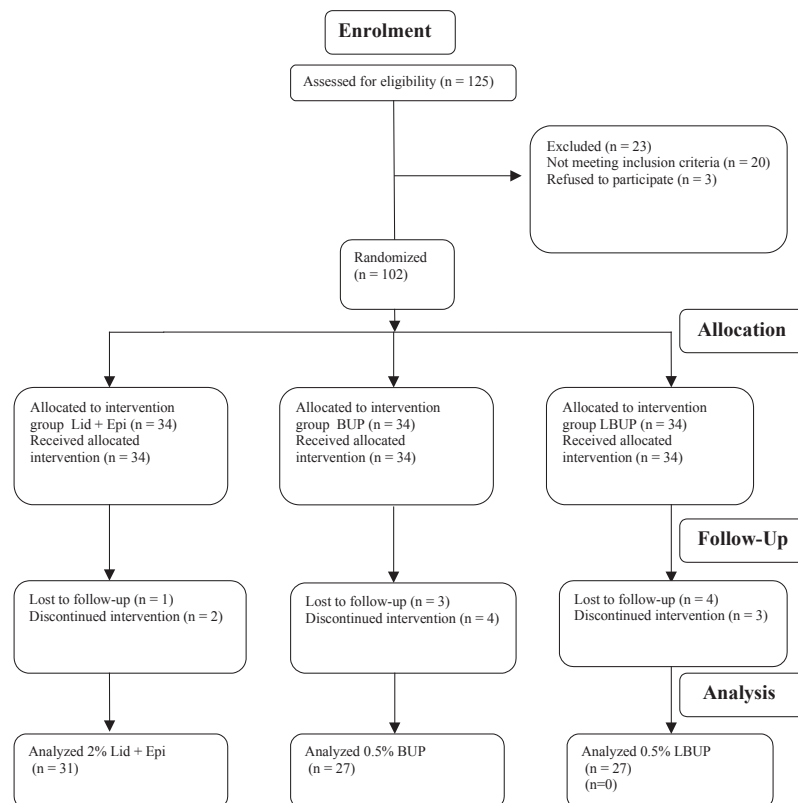 Enrolment
Assessed for eligibility (n = 125)
Excluded (n = 23)
Not meeting inclusion criteria (n = 20)
Refused to participate (n = 3)
Randomized
(n = 102)
Allocation
Allocated to intervention
group Lid + Epi (n = 34)
Received allocated
intervention (n = 34)
Allocated to intervention
group BUP (n = 34)
Received allocated
intervention (n = 34)
Allocated to intervention
group LBUP (n = 34)
Received allocated
intervention (n = 34)
Follow-Up
Lost to follow-up (n = 1)
Discontinued intervention (n = 2)
Lost to follow-up (n = 3)
Discontinued intervention (n = 4)
Lost to follow-up (n = 4)
Discontinued intervention (n = 3)
Analysis
Analyzed 2% Lid + Epi
(n = 31)
Analyzed 0.5% BUP
(n = 27)
Analyzed 0.5% LBUP
(n = 27)
(n=0)